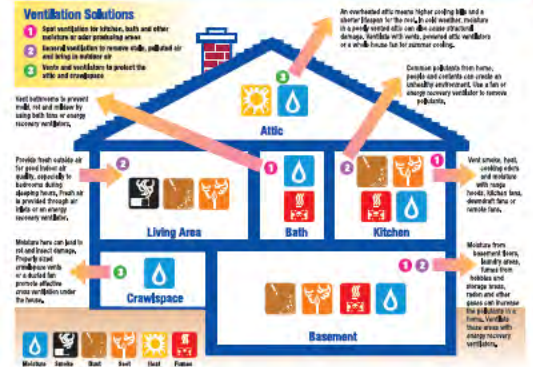 Ventilation Solutions
1 Spot ventilation for kitchen, bath and other
moisture or odor producing areas
2 General ventilation to remove stale, polluted air
and bring in outdoor air
3 Vents and ventilators to protect the
attic and crawlspace
An overheated attic means higher cooling bills and a
shorter lifespan for the roof. In cold weather, moisture
in a poorly vented attic can also cause structural
damage. Ventilate with vents, powered attic ventilators
or a whole house fan for summer cooling.
Vent bathrooms to prevent
mold, rot and mildew by
using bath fans or energy
recovery ventilators.
3
Attic
Common pollutants from home,
people and contents can create an
unhealthy environment. Use a fan or
energy recovery ventilator to remove
pollutants.
Provide fresh outside air
for good indoor air
quality, especially to
bedrooms during
sleeping hours. Fresh air
is provided through air
inlets or an energy
recovery ventilator.
2
Living Area
1
Bath
2
1
Kitchen
Vent smoke, heat,
cooking odors
and moisture
with range
hoods, kitchen fans,
downdraft fans or
remote fans.
Moisture here can lead to
rot and insect damage.
Properly sized
crawlspace vents
or a ducted fan
promote effective
areas ventilation under
the house.
3
Crawlspace
1 2
Basement
Moisture from
basement floors,
laundry areas,
fumes from
hobbies and
storage areas,
radon and other
gases can increase
the pollutants in a
home. Ventilate
these areas with
energy recovery
ventilators.
Moisture Smoke Dust Soot Heat Fumes